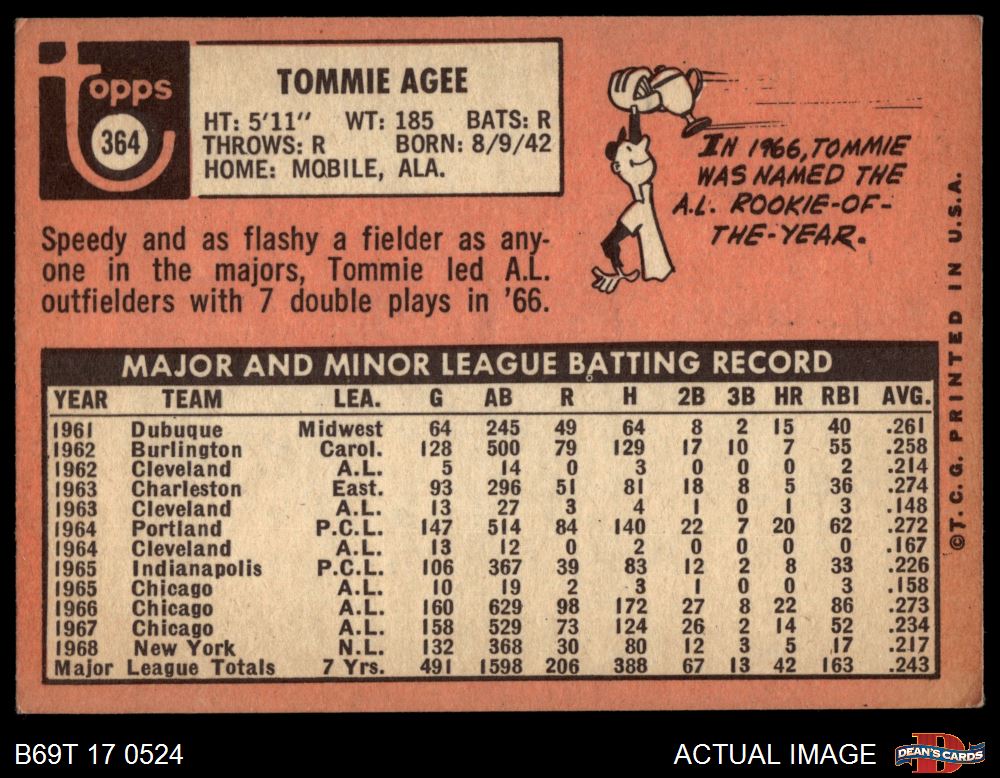 Topps
364
TOMMIE AGEE
HT: 5'11" WT: 185 BATS: R
THROWS: R BORN: 8/9/42
HOME: MOBILE, ALA.
IN 1966, TOMMIE
WAS NAMED THE
A.L. ROOKIE-OF-
THE-YEAR.
Speedy and as flashy a fielder as any-
one in the majors, Tommie led A.L.
outfielders with 7 double plays in '66.
MAJOR AND MINOR LEAGUE BATTING RECORD
YEAR TEAM LEA. G AB R H 2B 3B HR RBI AVG.
1961 Dubuque Midwest 64 245 49 64 8 2 15 40 .261
1962 Burlington Carol. 128 500 79 129 17 10 7 55 .258
1962 Cleveland A.L. 5 14 0 3 0 0 0 2 .214
1963 Charleston East. 93 296 51 81 18 8 5 36 .274
1963 Cleveland A.L. 13 27 3 4 1 0 1 3 .148
1964 Portland P.C.L. 147 514 84 140 22 7 20 62 .272
1964 Cleveland A.L. 13 12 0 2 0 0 0 0 .167
1965 Indianapolis P.C.L. 106 367 39 83 12 2 8 33 .226
1965 Chicago A.L. 10 19 2 3 1 0 0 3 .158
1966 Chicago A.L. 160 629 98 172 27 8 22 86 .273
1967 Chicago A.L. 158 529 73 124 26 2 14 52 .234
1968 New York N.L. 132 368 30 80 12 3 5 17 .217
Major League Totals 7 Yrs. 491 1598 206 388 67 13 42 163 .243
©T. C. G. PRINTED IN U.S.A.
B69T 17 0524
ACTUAL IMAGE
D
DEAN'S CARDS